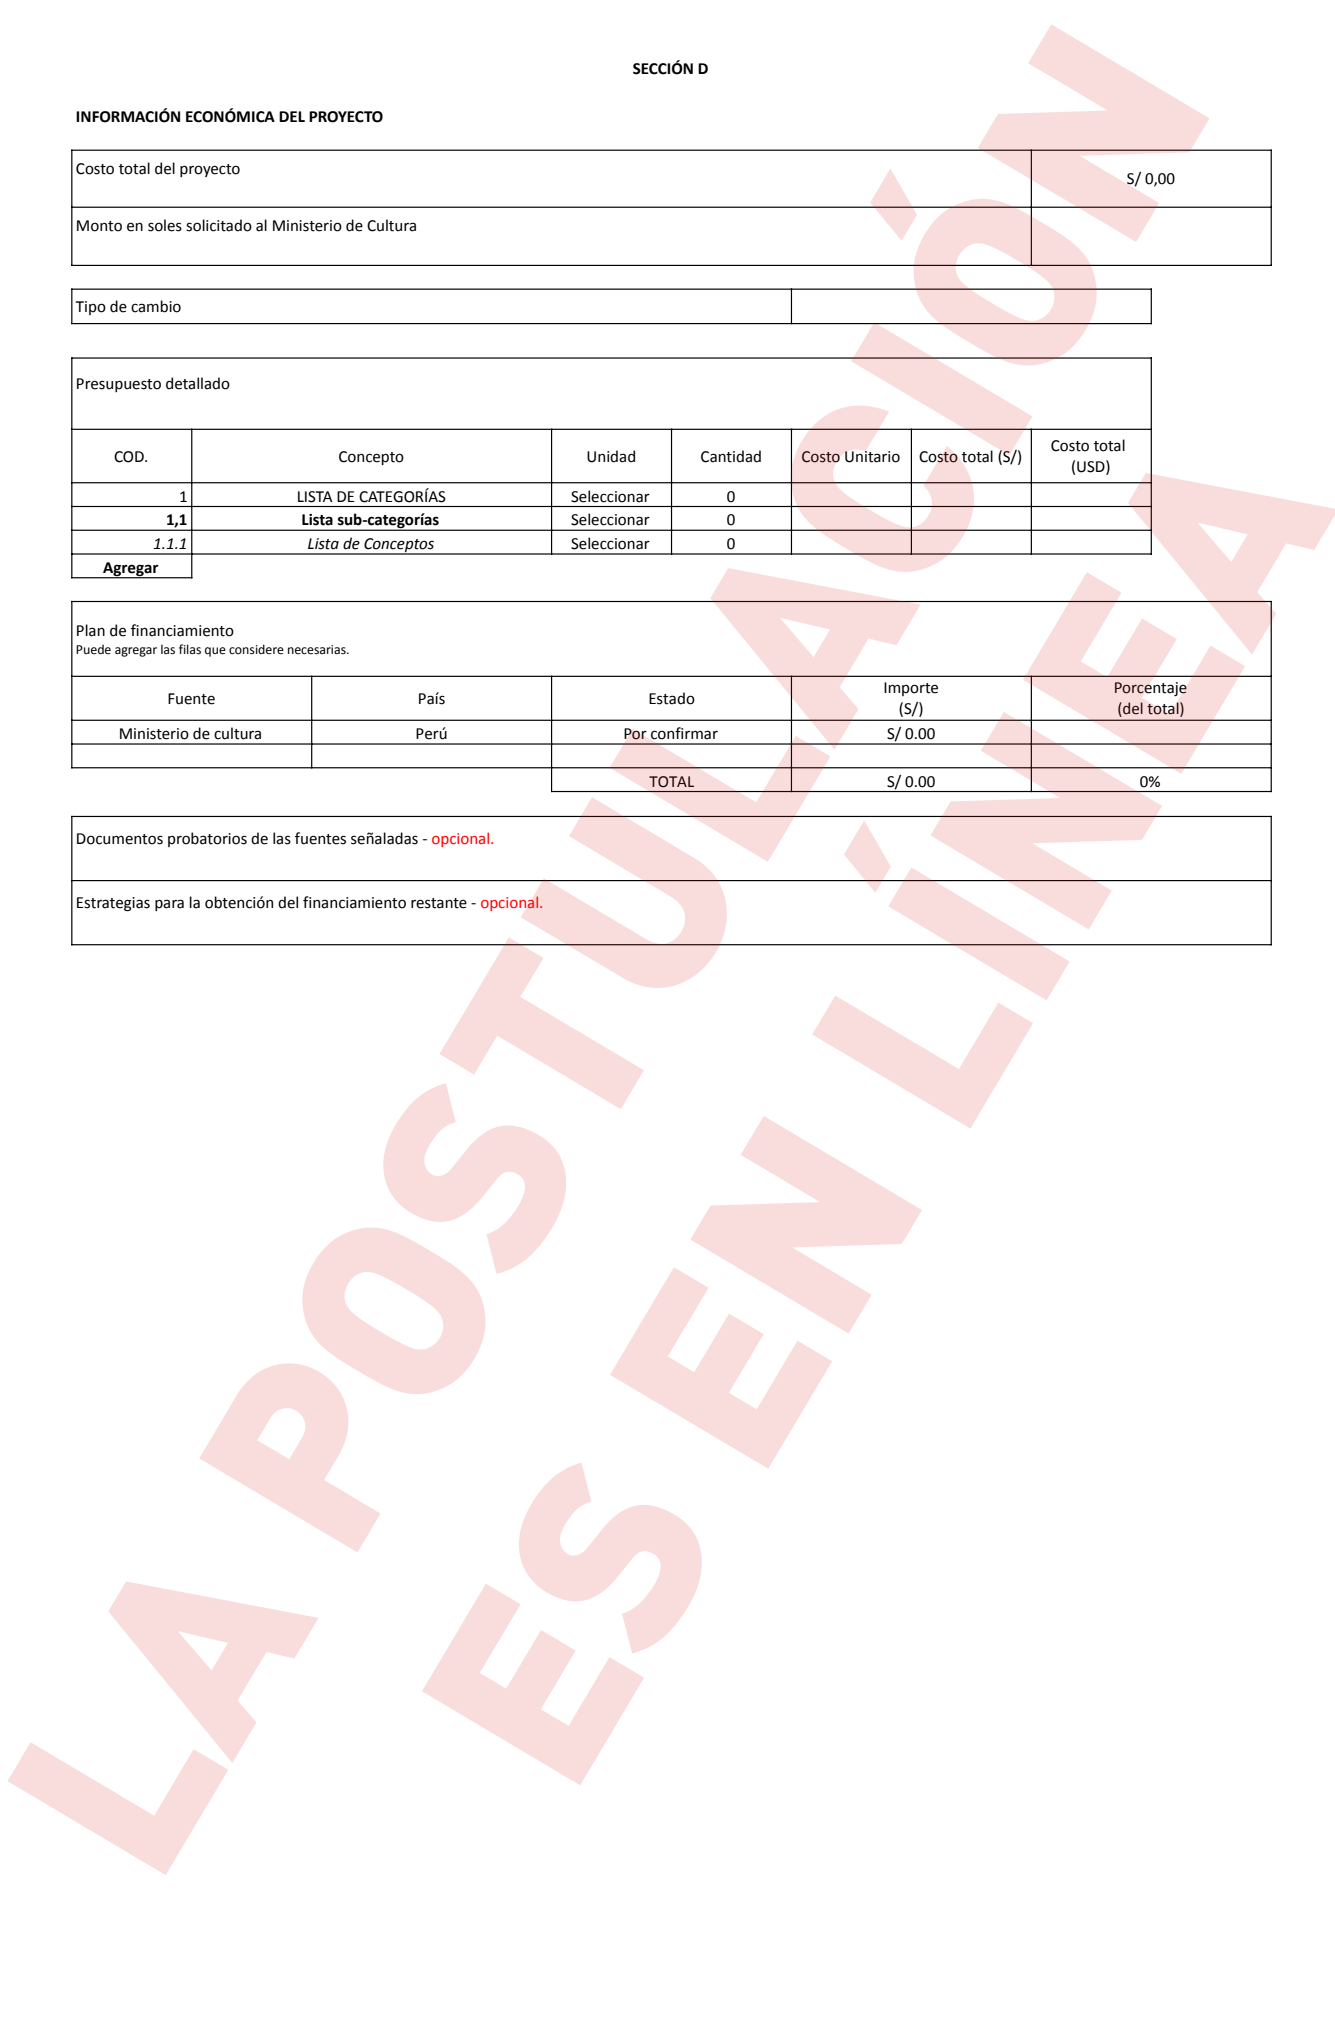 SECCIÓN D
INFORMACIÓN ECONÓMICA DEL PROYECTO
Costo total del proyecto S/ 0,00
Monto en soles solicitado al Ministerio de Cultura
Tipo de cambio
Presupuesto detallado
COD. Concepto Unidad Cantidad Costo Unitario Costo total (S/) Costo total (USD)
1 LISTA DE CATEGORÍAS Seleccionar 0
1,1 Lista sub-categorías Seleccionar 0
1.1.1 Lista de Conceptos Seleccionar 0
Agregar
Plan de financiamiento
Puede agregar las filas que considere necesarias.
Fuente País Estado Importe (S/) Porcentaje (del total)
Ministerio de cultura Perú Por confirmar S/ 0.00
TOTAL S/ 0.00 0%
Documentos probatorios de las fuentes señaladas - opcional.
Estrategias para la obtención del financiamiento restante - opcional.
LA POSTULACIÓN
ES EN LÍNEA